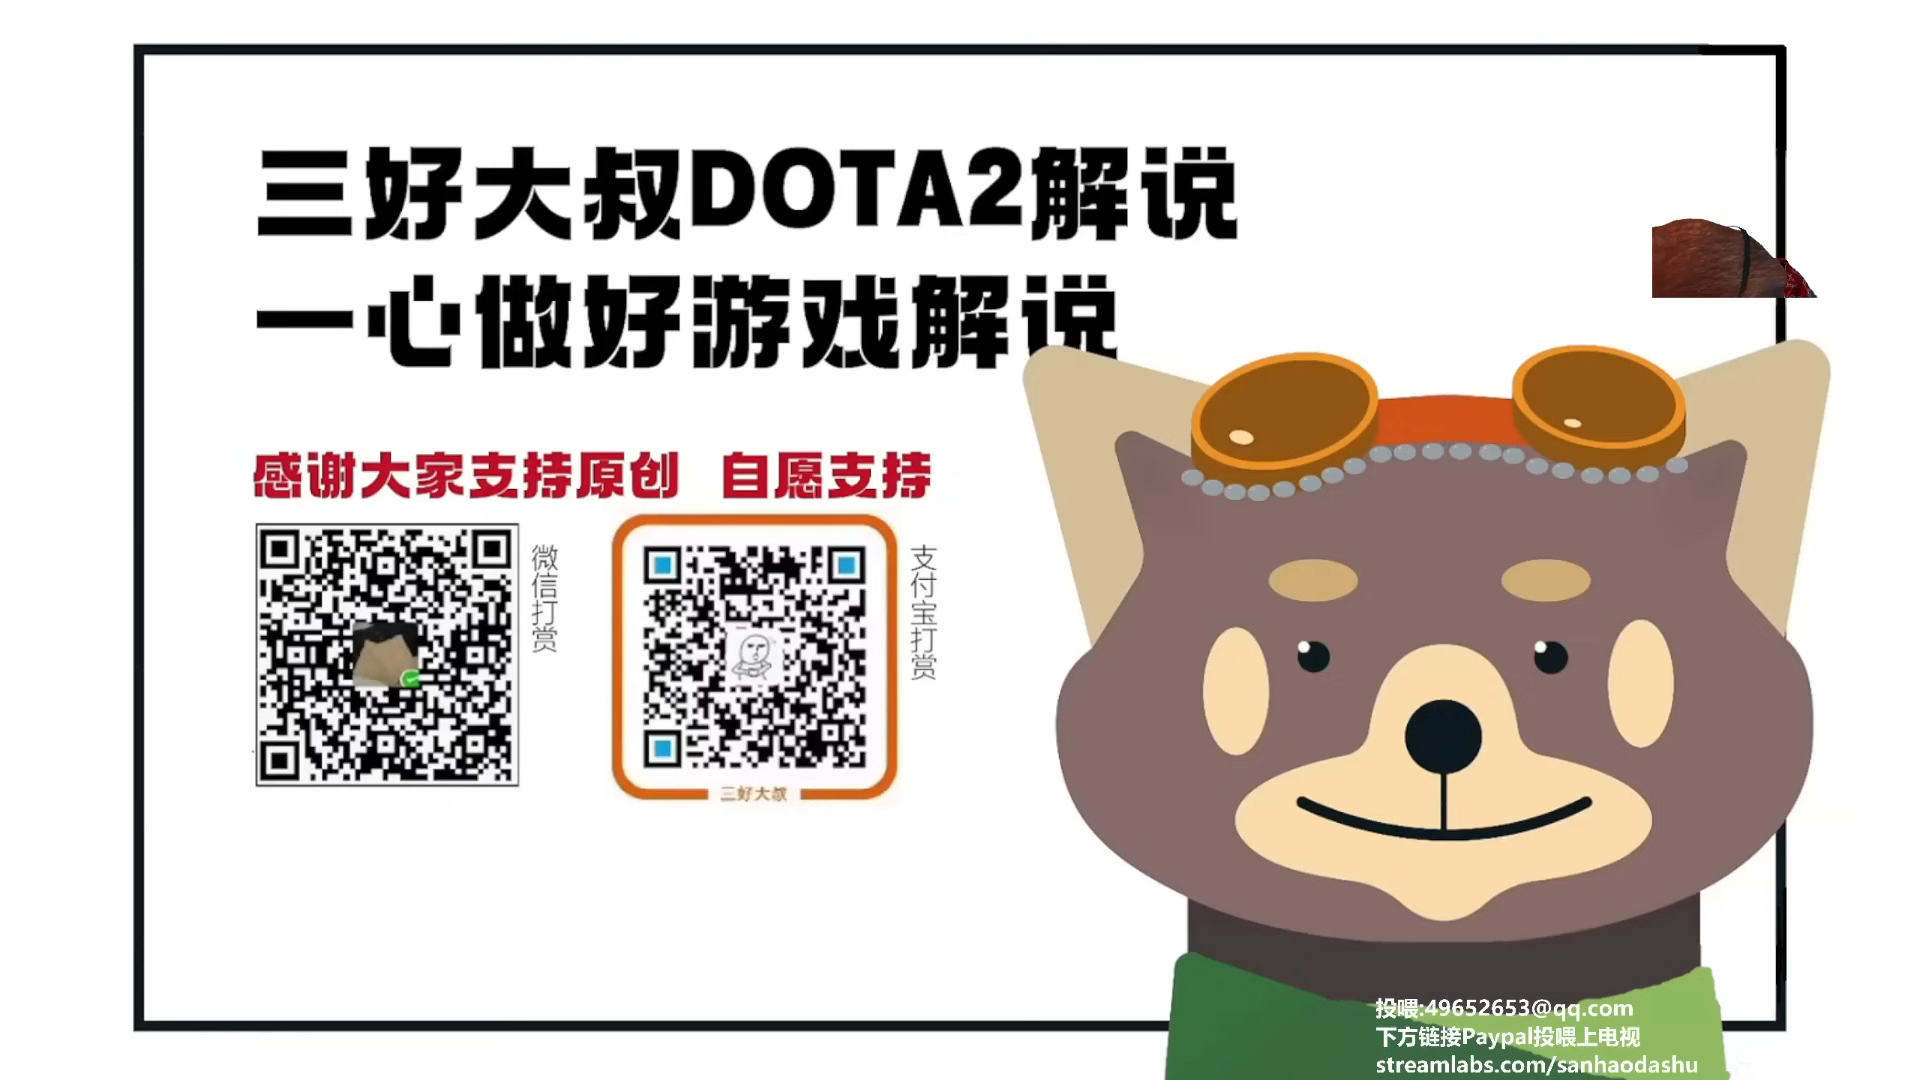 三好大叔DOTA2解说
一心做好游戏解说
感谢大家支持原创 自愿支持
微信打赏
支付宝打赏
三好大叔
投喂:49652653@qq.com
下方链接Paypal投喂上电视
streamlabs.com/sanhaodashu